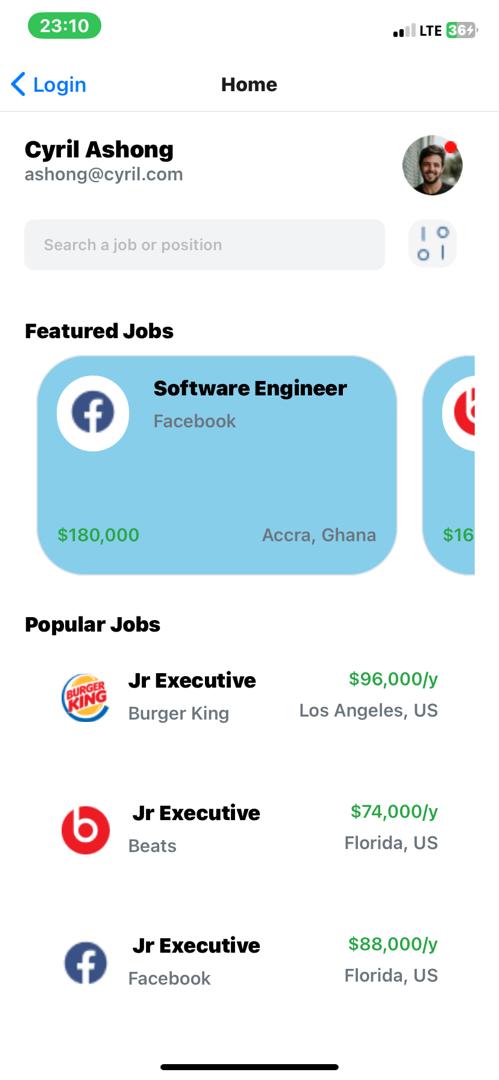 23:10
LTE 36
Login
Home
Cyril Ashong
ashong@cyril.com
Search a job or position
Featured Jobs
Software Engineer
Facebook
$180,000
Accra, Ghana
$16
Popular Jobs
BURGER KING
Jr Executive
$96,000/y
Burger King
Los Angeles, US
Jr Executive
$74,000/y
Beats
Florida, US
Jr Executive
$88,000/y
Facebook
Florida, US